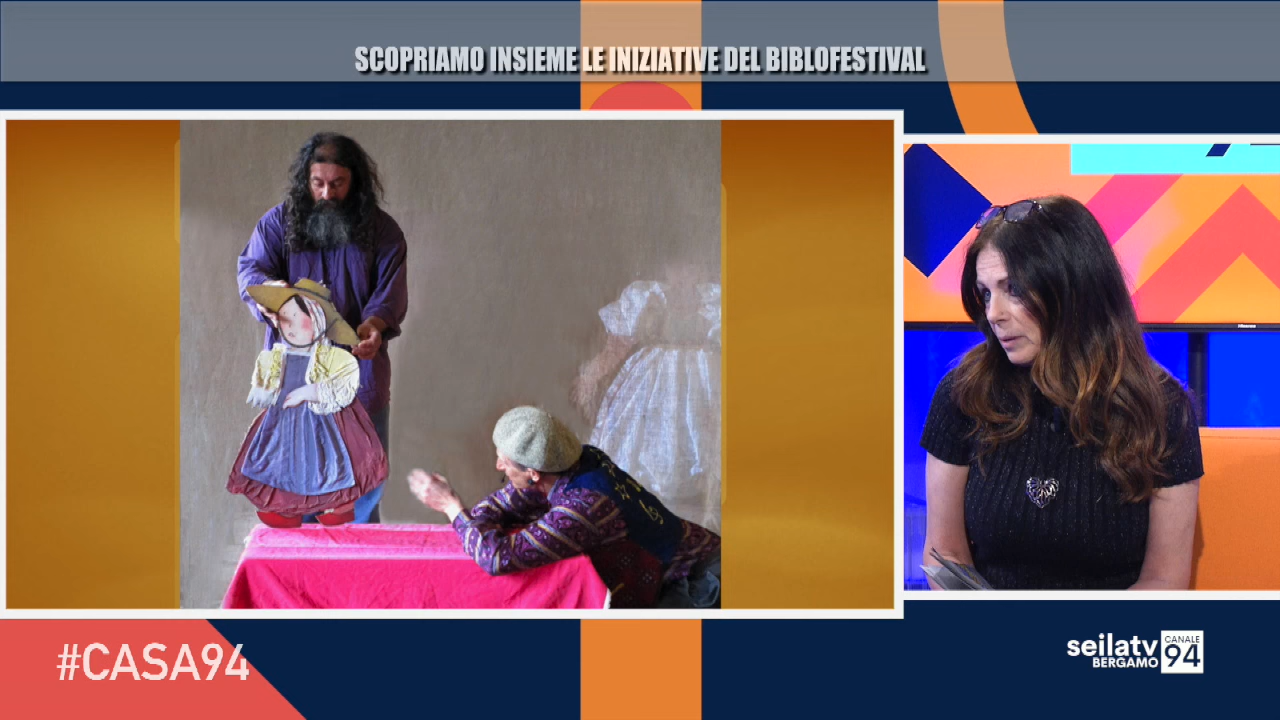 SCOPRIAMO INSIEME LE INIZIATIVE DEL BIBLOFESTIVAL
#CASA94
seilatv
BERGAMO
CANALE
94